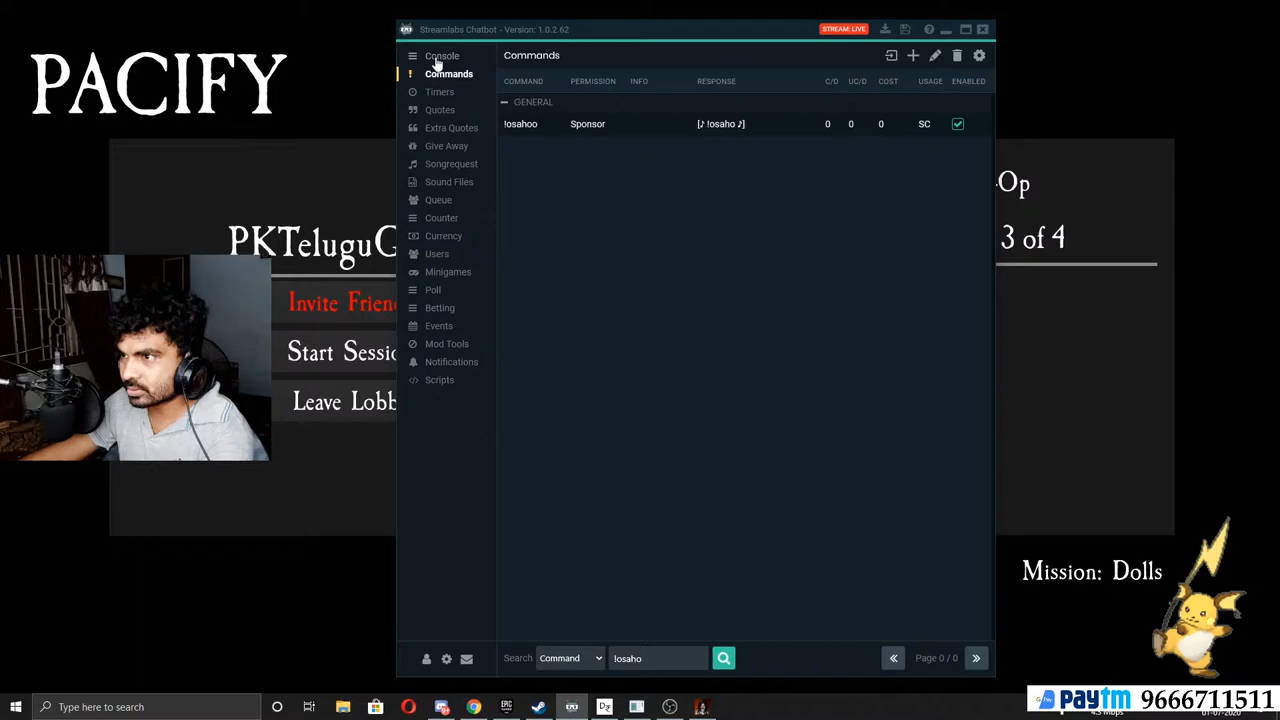 PACIFY
Streamlabs Chatbot - Version: 1.0.2.62
STREAM: LIVE
Console
Commands
Timers
Quotes
Extra Quotes
Give Away
Songrequest
Sound Files
Queue
Counter
Currency
Users
Minigames
Poll
Betting
Events
Mod Tools
Notifications
Scripts
Commands
COMMAND PERMISSION INFO RESPONSE C/D UC/D COST USAGE ENABLED
GENERAL
!osahoo Sponsor [♪ !osaho ♪] 0 0 0 SC
Search Command !osaho Page 0 / 0
PKTeluguG
Invite Frien
Start Sessio
Leave Lobb
-Op
3 of 4
Mission: Dolls
Type here to search
paytm 9666711511